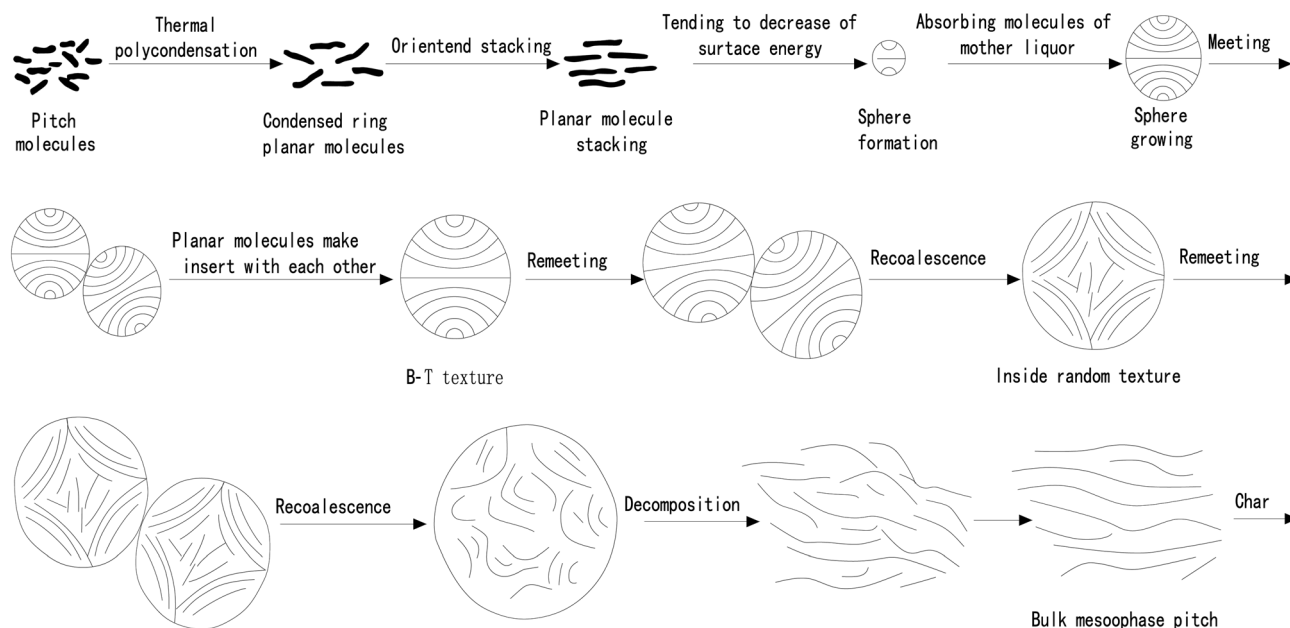 Thermal
polycondensation
Orientend stacking
Tending to decrease of
surtace energy
Absorbing molecules of
mother liquor
Meeting
Pitch
molecules
Condensed ring
planar molecules
Planar molecule
stacking
Sphere
formation
Sphere
growing
Planar molecules make
insert with each other
Remeeting
Recoalescence
Remeeting
B-T texture
Inside random texture
Recoalescence
Decomposition
Char
Bulk mesoophase pitch